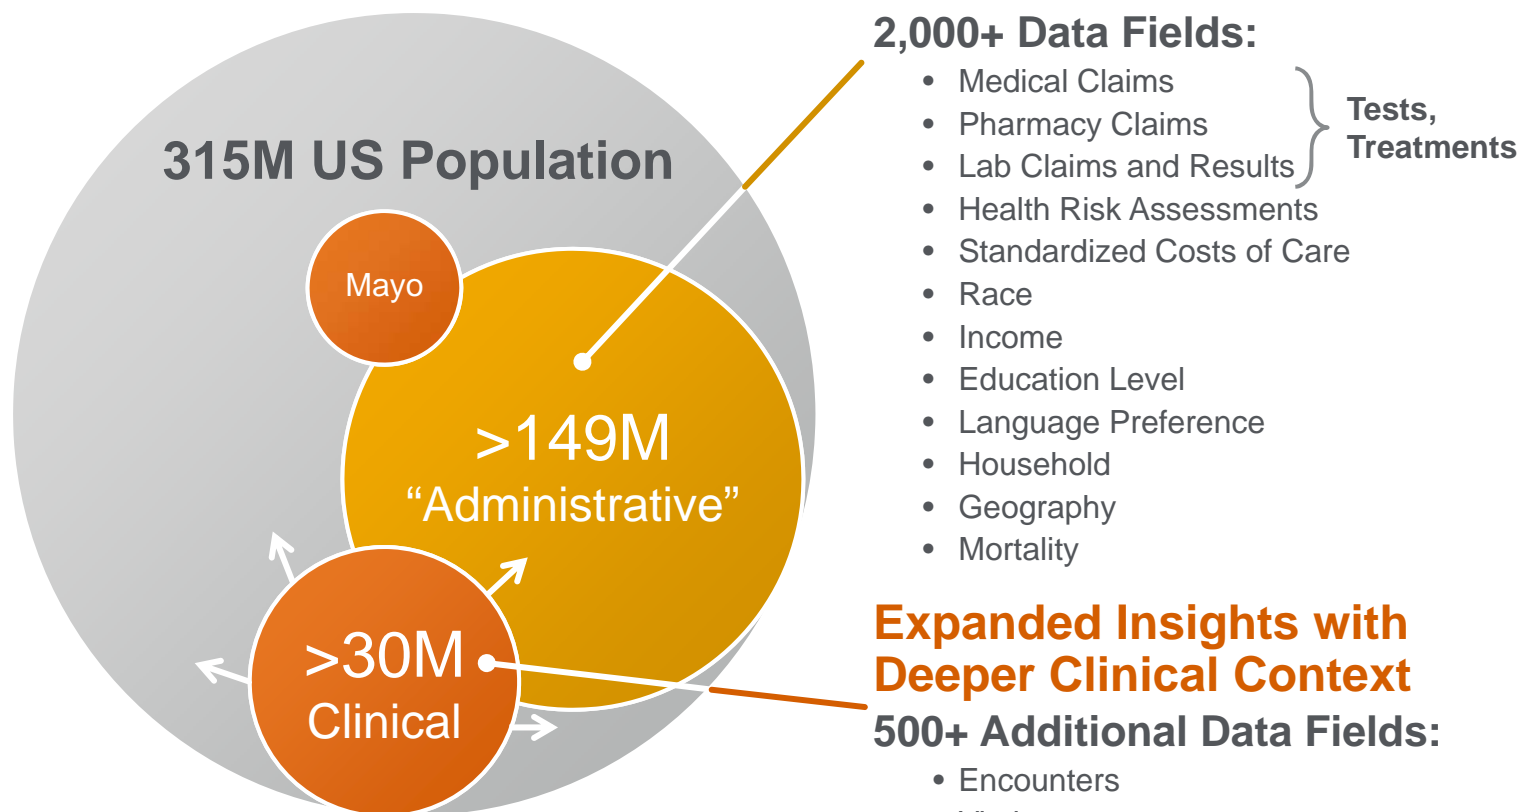 315M US Population
Mayo
>149M
“Administrative”
>30M
Clinical
2,000+ Data Fields:
• Medical Claims
• Pharmacy Claims
• Lab Claims and Results
Tests,
Treatments
• Health Risk Assessments
• Standardized Costs of Care
• Race
• Income
• Education Level
• Language Preference
• Household
• Geography
• Mortality
Expanded Insights with
Deeper Clinical Context
500+ Additional Data Fields:
• Encounters